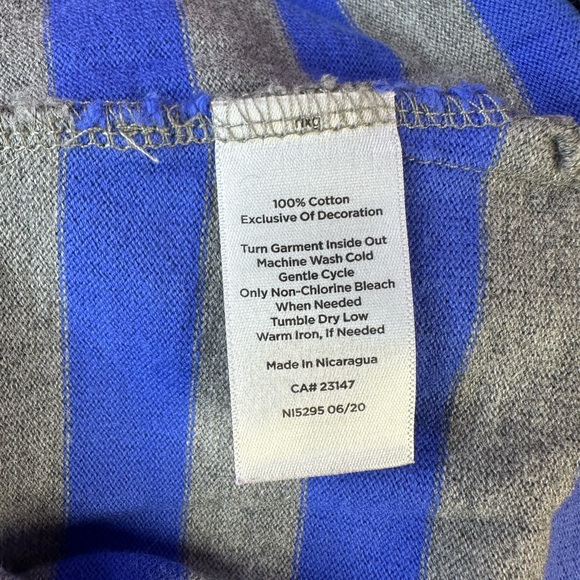 100% Cotton
Exclusive Of Decoration
Turn Garment Inside Out
Machine Wash Cold
Gentle Cycle
Only Non-Chlorine Bleach
When Needed
Tumble Dry Low
Warm Iron, If Needed
Made In Nicaragua
CA# 23147
NI5295 06/20